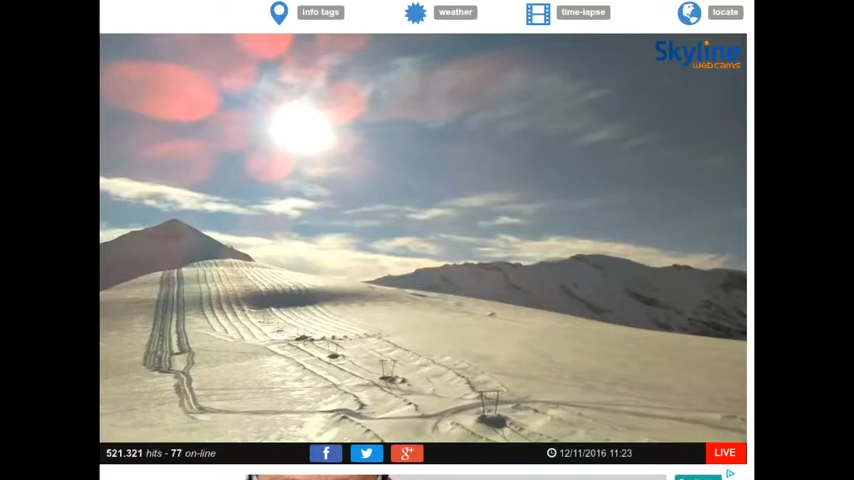 info tags
weather
time-lapse
locate
Skyline
webcams
521.321 hits - 77 on-line
f
g+
12/11/2016 11:23
LIVE